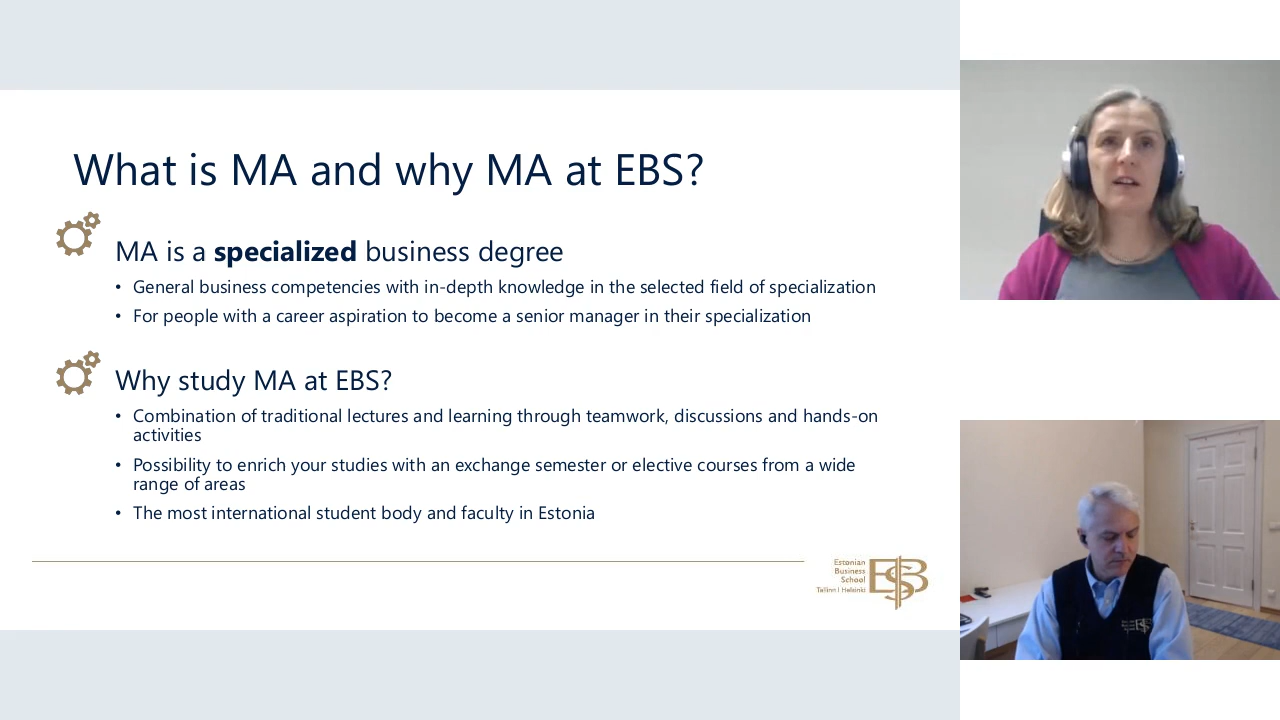 What is MA and why MA at EBS?
MA is a specialized business degree
• General business competencies with in-depth knowledge in the selected field of specialization
• For people with a career aspiration to become a senior manager in their specialization
Why study MA at EBS?
• Combination of traditional lectures and learning through teamwork, discussions and hands-on
activities
• Possibility to enrich your studies with an exchange semester or elective courses from a wide
range of areas
• The most international student body and faculty in Estonia
Estonian
Business
School
Tallinn | Helsinki
EBS
EBS